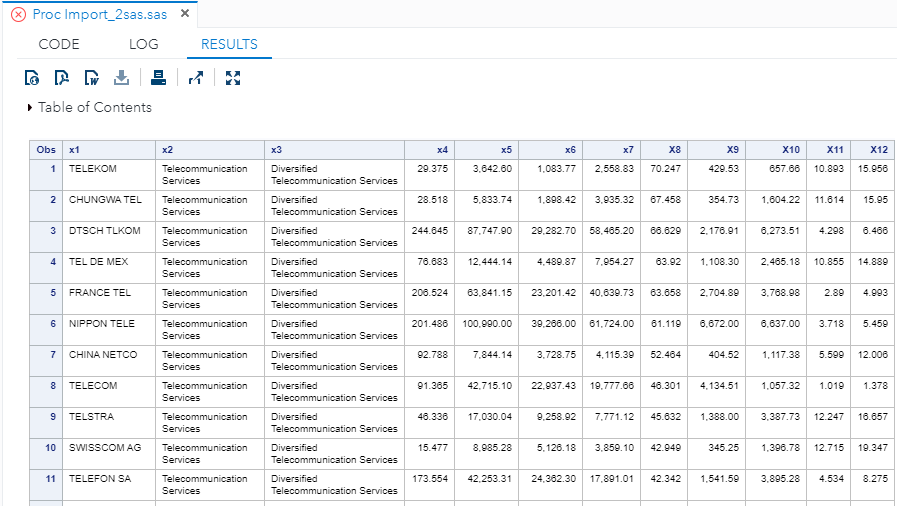 Proc Import_2sas.sas ×
CODE LOG RESULTS
Table of Contents
Obs x1 x2 x3 x4 x5 x6 x7 X8 X9 X10 X11 X12
1 TELEKOM Telecommunication Services Diversified Telecommunication Services 29.375 3,642.60 1,083.77 2,558.83 70.247 429.53 657.66 10.893 15.956
2 CHUNGWA TEL Telecommunication Services Diversified Telecommunication Services 28.518 5,833.74 1,898.42 3,935.32 67.458 354.73 1,604.22 11.614 15.95
3 DTSCH TLKOM Telecommunication Services Diversified Telecommunication Services 244.645 87,747.90 29,282.70 58,465.20 66.629 2,176.91 6,273.51 4.298 6.466
4 TEL DE MEX Telecommunication Services Diversified Telecommunication Services 76.683 12,444.14 4,489.87 7,954.27 63.92 1,108.30 2,465.18 10.855 14.889
5 FRANCE TEL Telecommunication Services Diversified Telecommunication Services 206.524 63,841.15 23,201.42 40,639.73 63.658 2,704.89 3,768.98 2.89 4.993
6 NIPPON TELE Telecommunication Services Diversified Telecommunication Services 201.486 100,990.00 39,266.00 61,724.00 61.119 6,672.00 6,637.00 3.718 5.459
7 CHINA NETCO Telecommunication Services Diversified Telecommunication Services 92.788 7,844.14 3,728.75 4,115.39 52.464 404.52 1,117.38 5.599 12.006
8 TELECOM Telecommunication Services Diversified Telecommunication Services 91.365 42,715.10 22,937.43 19,777.66 46.301 4,134.51 1,057.32 1.019 1.378
9 TELSTRA Telecommunication Services Diversified Telecommunication Services 46.336 17,030.04 9,258.92 7,771.12 45.632 1,388.00 3,387.73 12.247 16.657
10 SWISSCOM AG Telecommunication Services Diversified Telecommunication Services 15.477 8,985.28 5,126.18 3,859.10 42.949 345.25 1,396.78 12.715 19.347
11 TELEFON SA Telecommunication Services Diversified Telecommunication Services 173.554 42,253.31 24,362.30 17,891.01 42.342 1,541.59 3,895.28 4.534 8.275